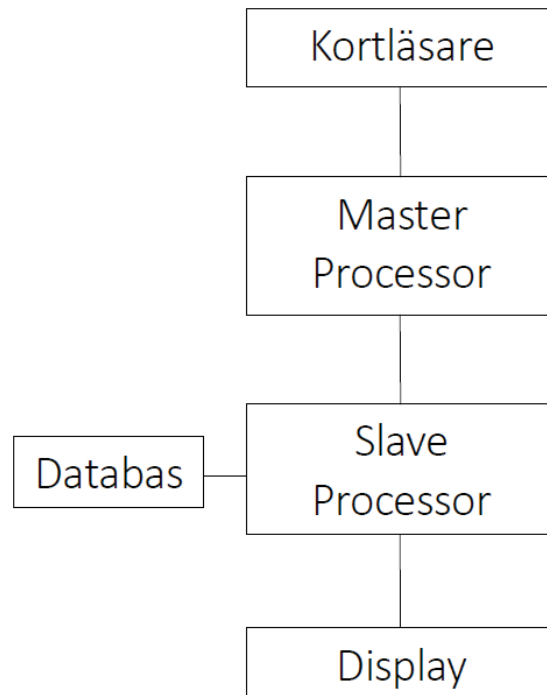 Kortläsare
Master
Processor
Slave
Processor
Databas
Display